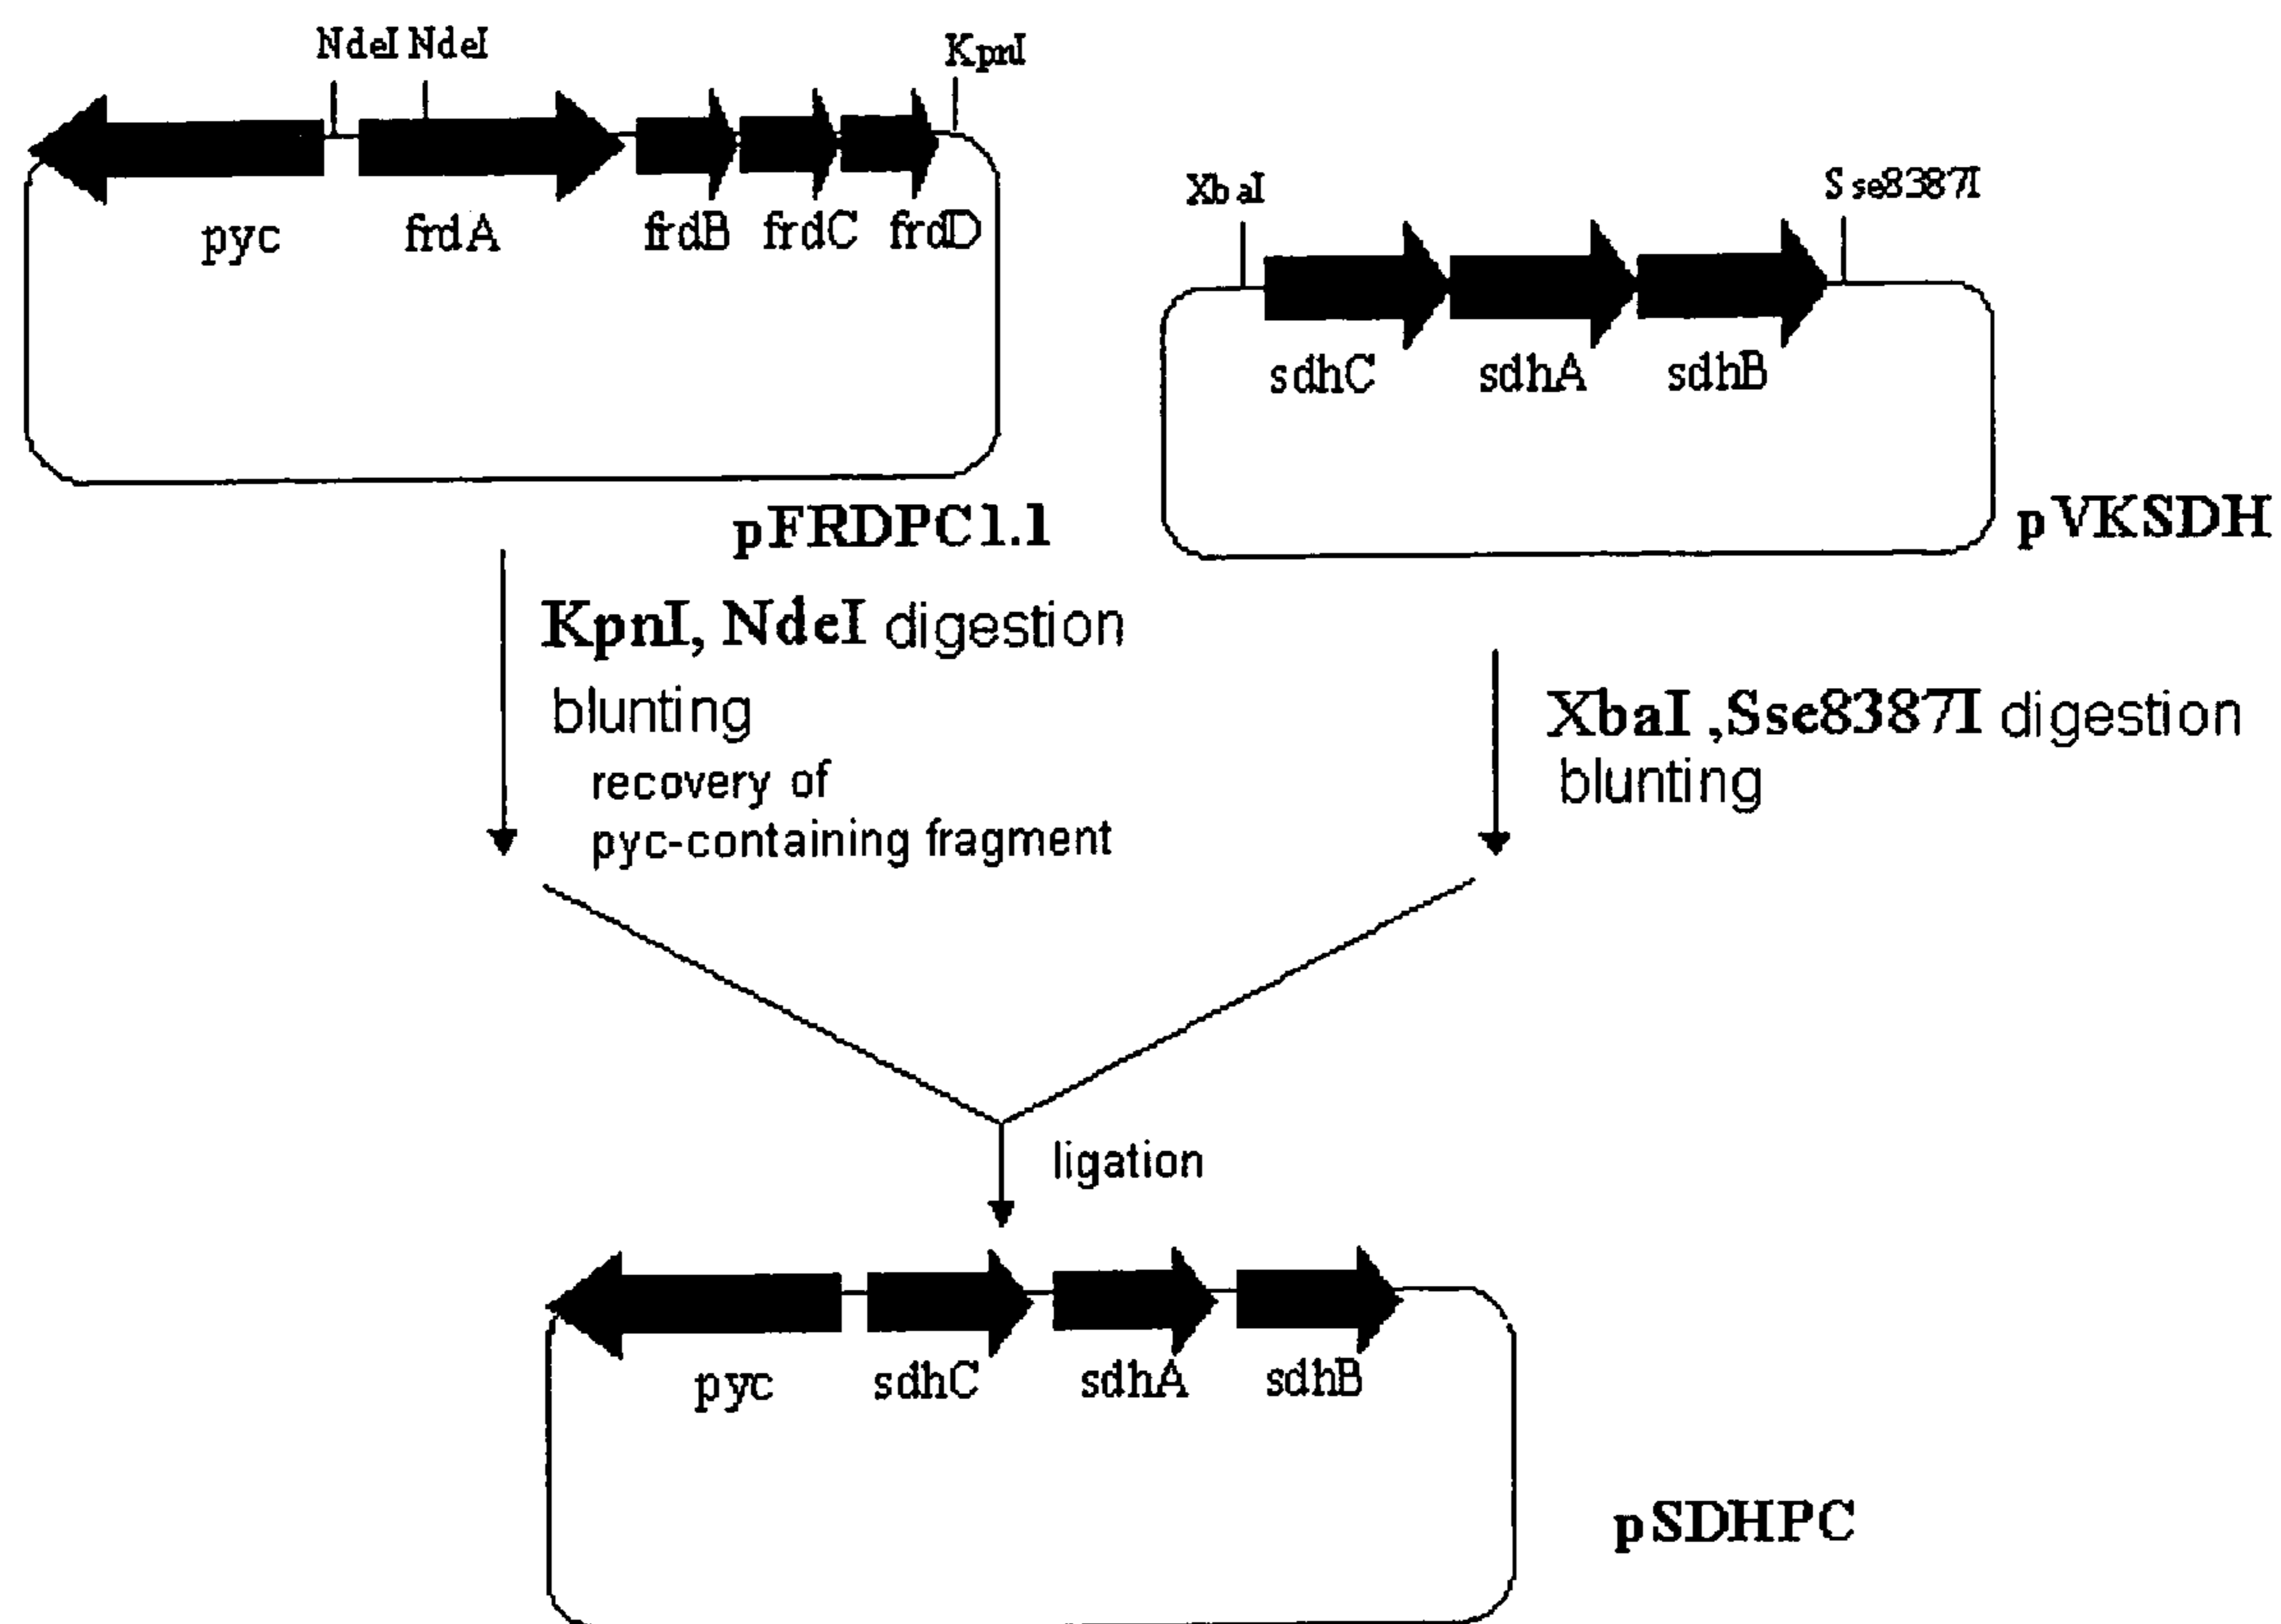 NdeI NdeI
KpnI
pyc
frdA
frdB
frdC
frdD
pFRDPC1.1
XbaI
Sse8387I
sdhC
sdhA
sdhB
pVKSDH
KpnI, NdeI digestion
blunting
recovery of
pyc-containing fragment
XbaI ,Sse8387I digestion
blunting
ligation
pyc
sdhC
sdhA
sdhB
pSDHPC